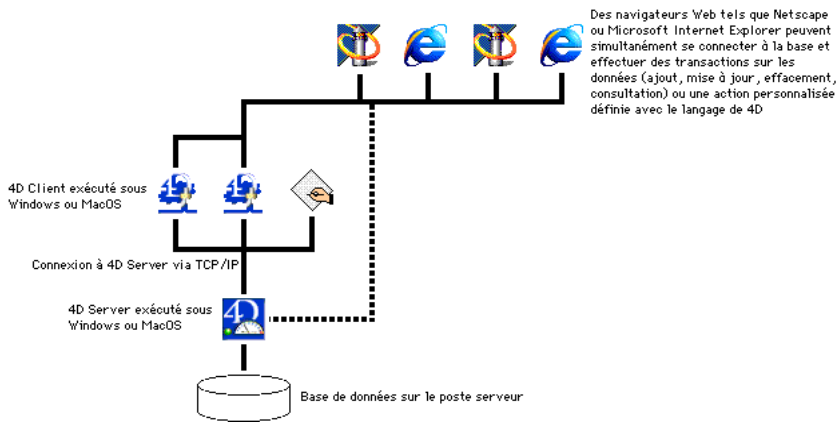 Des navigateurs Web tels que Netscape
ou Microsoft Internet Explorer peuvent
simultanément se connecter à la base et
effectuer des transactions sur les
données (ajout, mise à jour, effacement,
consultation) ou une action personnalisée
définie avec le langage de 4D
4D Client exécuté sous
Windows ou MacOS
Connexion à 4D Server via TCP/IP
4D Server exécuté sous
Windows ou MacOS
4D
Base de données sur le poste serveur